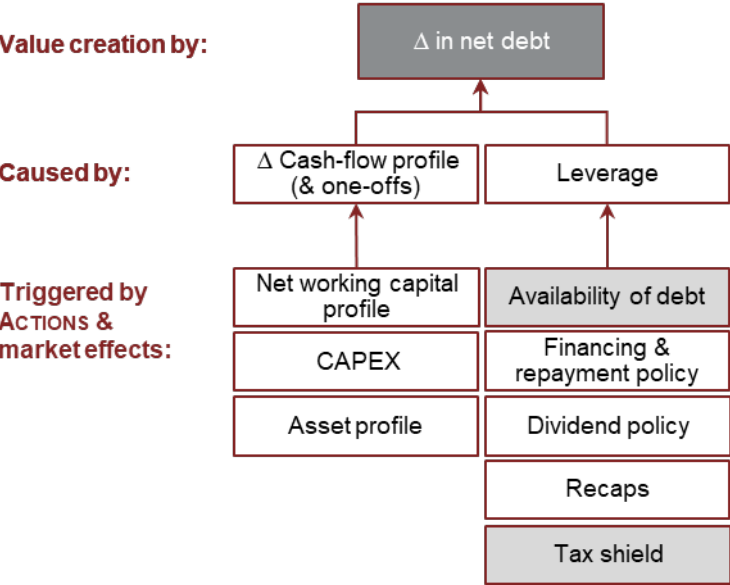 Value creation by:
Δ in net debt
Caused by:
Δ Cash-flow profile
(& one-offs)
Leverage
Triggered by
ACTIONS &
market effects:
Net working capital
profile
Availability of debt
CAPEX
Financing &
repayment policy
Asset profile
Dividend policy
Recaps
Tax shield